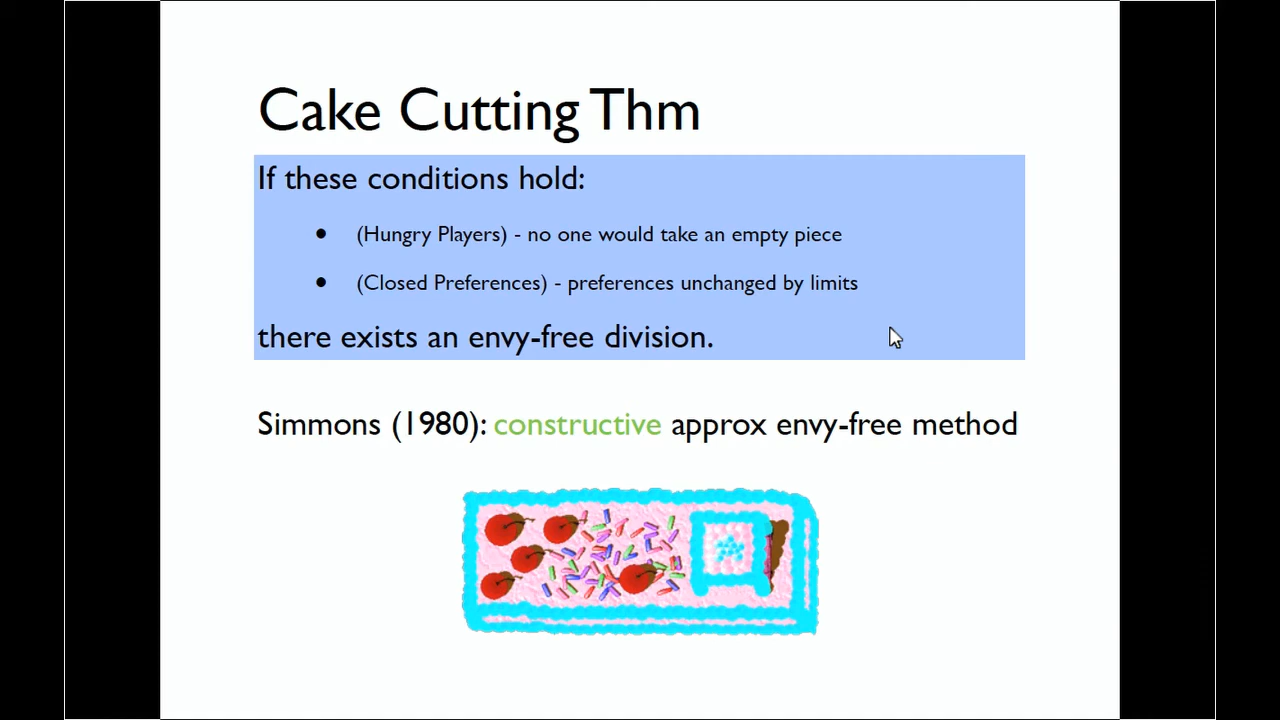 Cake Cutting Thm
If these conditions hold:
• (Hungry Players) - no one would take an empty piece
• (Closed Preferences) - preferences unchanged by limits
there exists an envy-free division.
Simmons (1980): constructive approx envy-free method